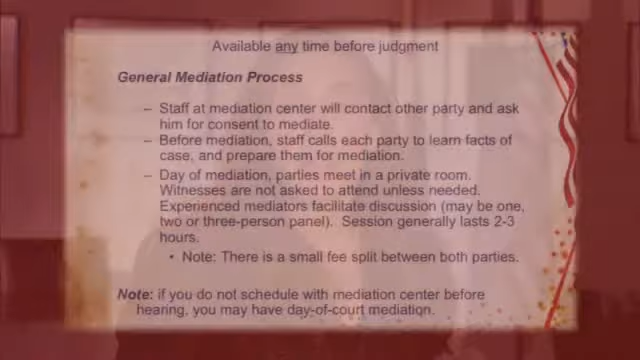 Available any time before judgment
General Mediation Process
– Staff at mediation center will contact other party and ask
him for consent to mediate.
– Before mediation, staff calls each party to learn facts of
case, and prepare them for mediation.
– Day of mediation, parties meet in a private room.
Witnesses are not asked to attend unless needed.
Experienced mediators facilitate discussion (may be one,
two or three-person panel). Session generally lasts 2-3
hours.
• Note: There is a small fee split between both parties.
Note: if you do not schedule with mediation center before
hearing, you may have day-of-court mediation.